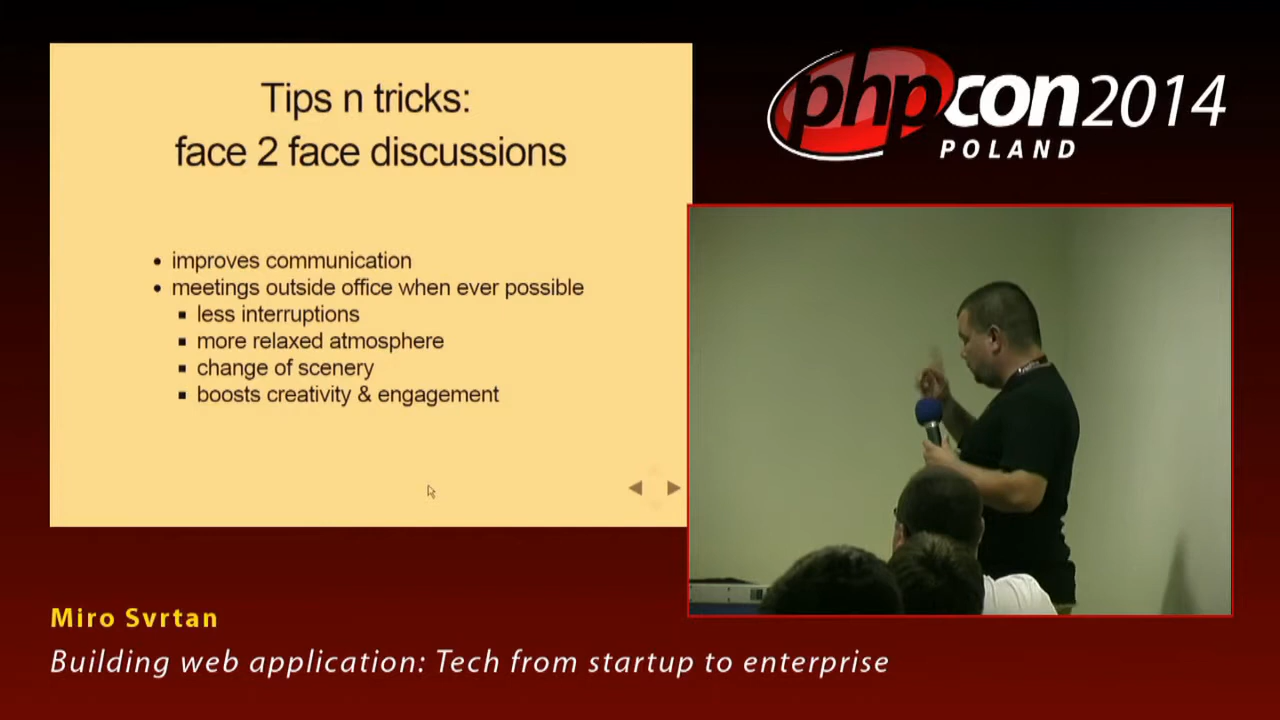 Tips n tricks:
face 2 face discussions
• improves communication
• meetings outside office when ever possible
▪ less interruptions
▪ more relaxed atmosphere
▪ change of scenery
▪ boosts creativity & engagement
phpcon2014
POLAND
Miro Svrtan
Building web application: Tech from startup to enterprise